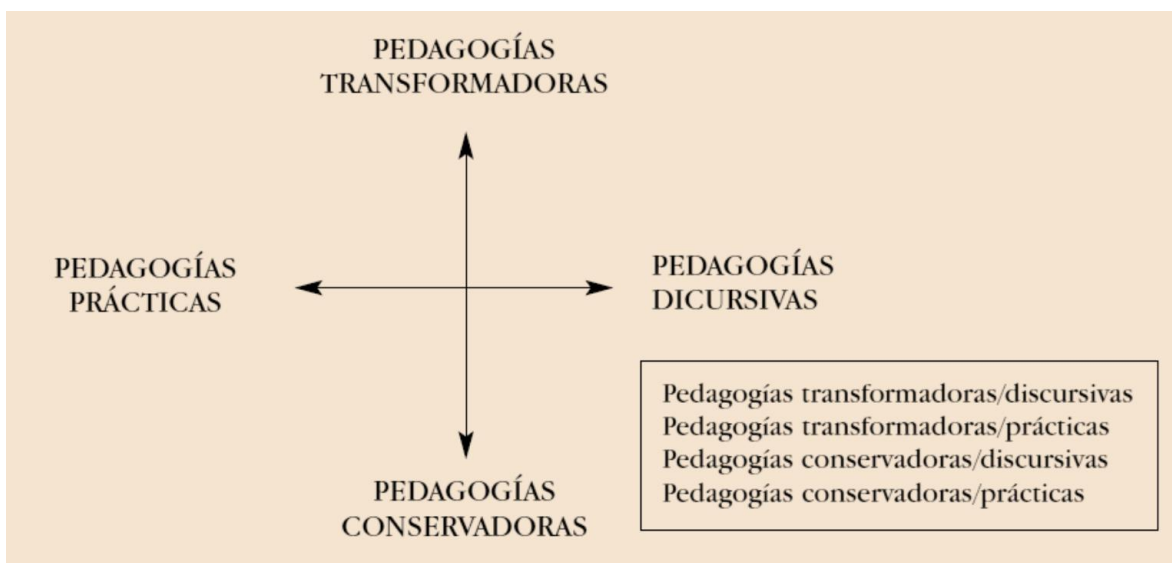 PEDAGOGÍAS
TRANSFORMADORAS
PEDAGOGÍAS
PRÁCTICAS
PEDAGOGÍAS
DICURSIVAS
Pedagogías transformadoras/discursivas
Pedagogías transformadoras/prácticas
Pedagogías conservadoras/discursivas
Pedagogías conservadoras/prácticas
PEDAGOGÍAS
CONSERVADORAS